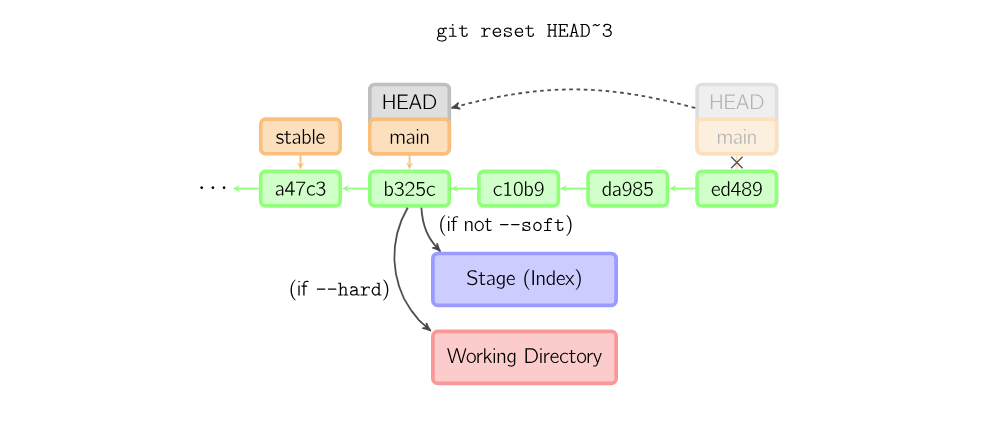 git reset HEAD~3
HEAD HEAD
stable main main
··· a47c3 b325c c10b9 da985 ed489
(if not --soft)
Stage (Index)
(if --hard)
Working Directory